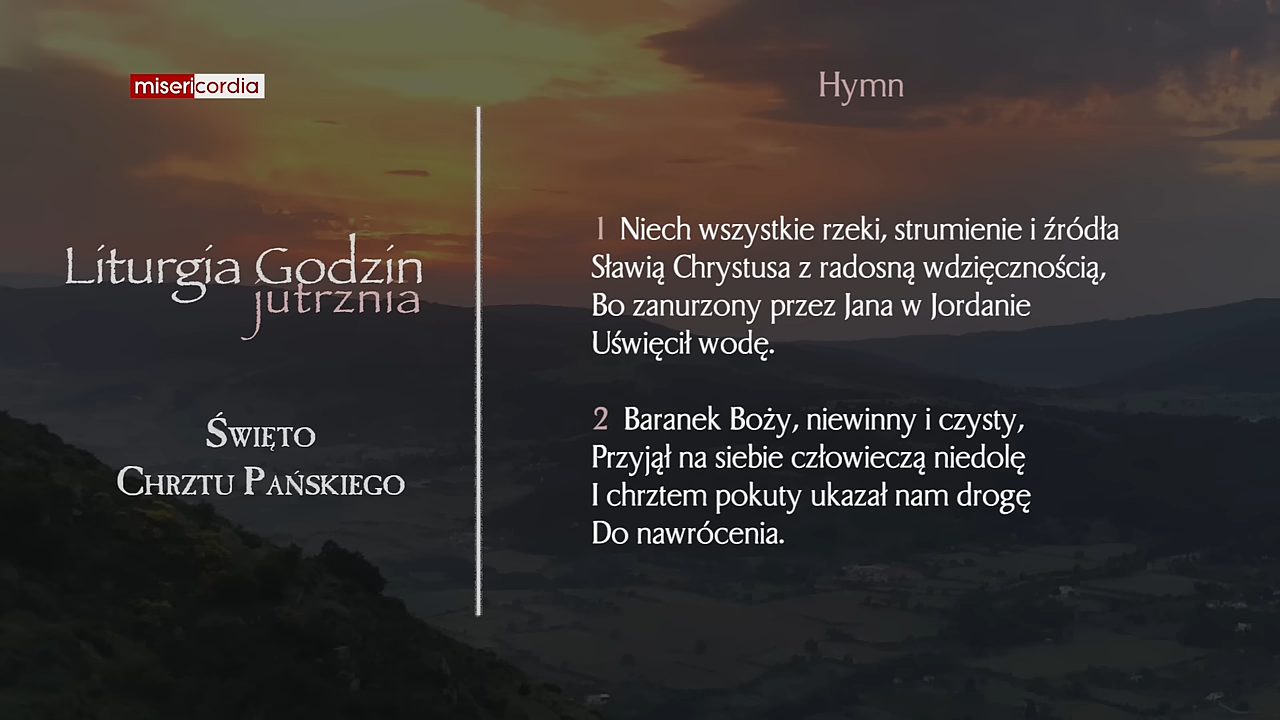 misericordia
Liturgia Godzin
jutrznia
Święto
Chrztu Pańskiego
Hymn
1 Niech wszystkie rzeki, strumienie i źródła
Sławią Chrystusa z radosną wdzięcznością,
Bo zanurzony przez Jana w Jordanie
Uświęcił wodę.
2 Baranek Boży, niewinny i czysty,
Przyjął na siebie człowieczą niedolę
I chrztem pokuty ukazał nam drogę
Do nawrócenia.